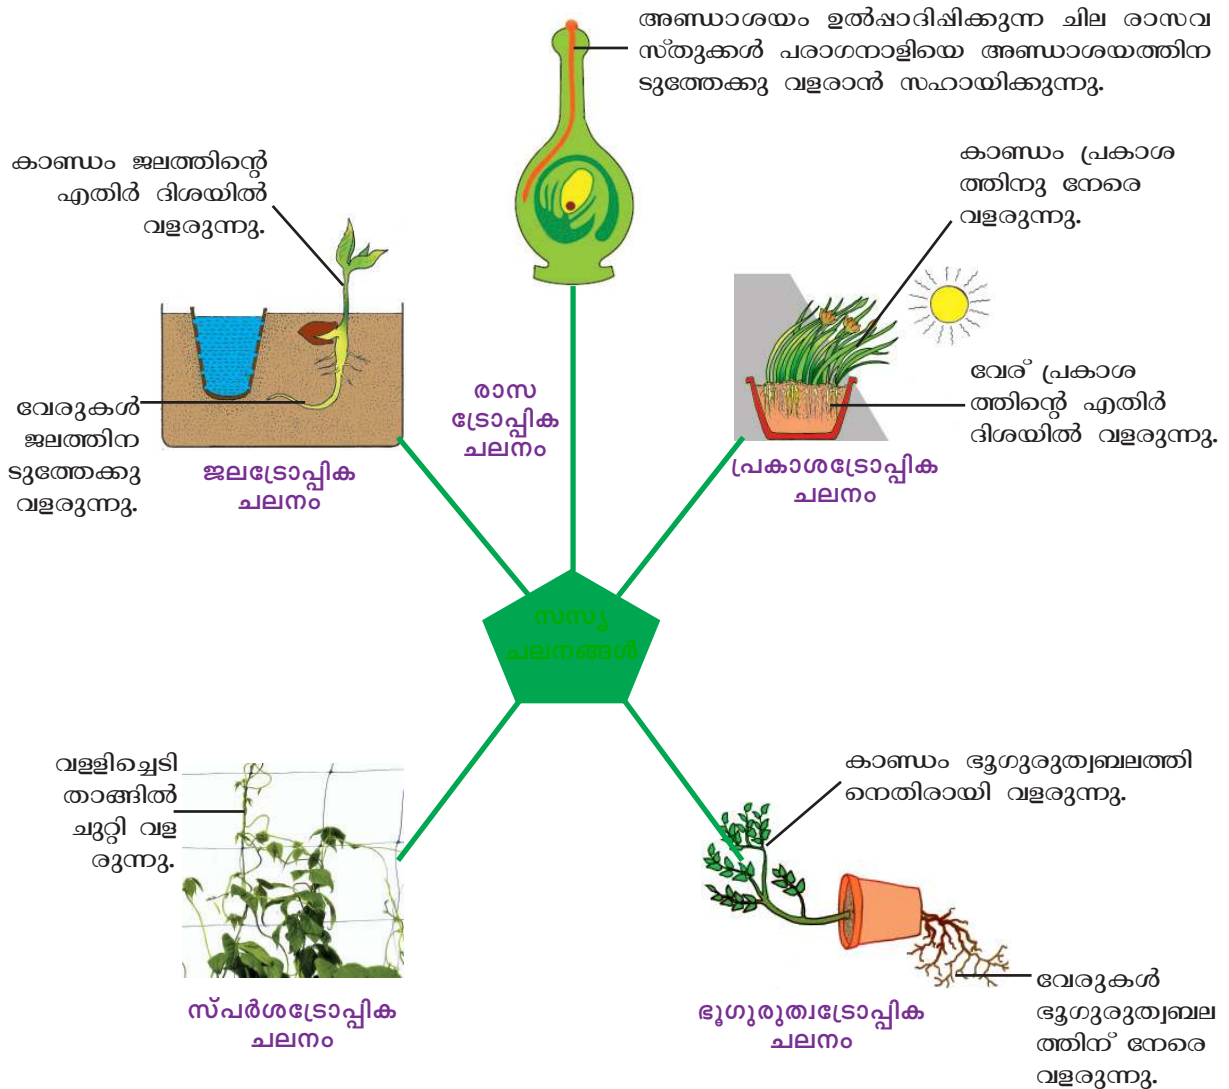 അണ്ഡാശയം ഉൽപ്പാദിപ്പിക്കുന്ന ചില രാസവ
സ്തുക്കൾ പരാഗനാളിയെ അണ്ഡാശയത്തിന
ടുത്തേക്കു വളരാൻ സഹായിക്കുന്നു.
കാണ്ഡം ജലത്തിന്റെ
എതിർ ദിശയിൽ
വളരുന്നു.
കാണ്ഡം പ്രകാശ
ത്തിനു നേരെ
വളരുന്നു.
വേരുകൾ
ജലത്തിന
ടുത്തേക്കു
വളരുന്നു.
ജലട്രോപ്പിക
ചലനം
രാസ
ട്രോപ്പിക
ചലനം
വേര് പ്രകാശ
ത്തിന്റെ എതിർ
ദിശയിൽ വളരുന്നു.
പ്രകാശട്രോപ്പിക
ചലനം
സസ്യ
ചലനങ്ങൾ
വള്ളിച്ചെടി
താങ്ങിൽ
ചുറ്റി വള
രുന്നു.
സ്പർശട്രോപ്പിക
ചലനം
കാണ്ഡം ഭൂഗുരുത്വബലത്തി
നെതിരായി വളരുന്നു.
ഭൂഗുരുത്വട്രോപ്പിക
ചലനം
വേരുകൾ
ഭൂഗുരുത്വബല
ത്തിന് നേരെ
വളരുന്നു.